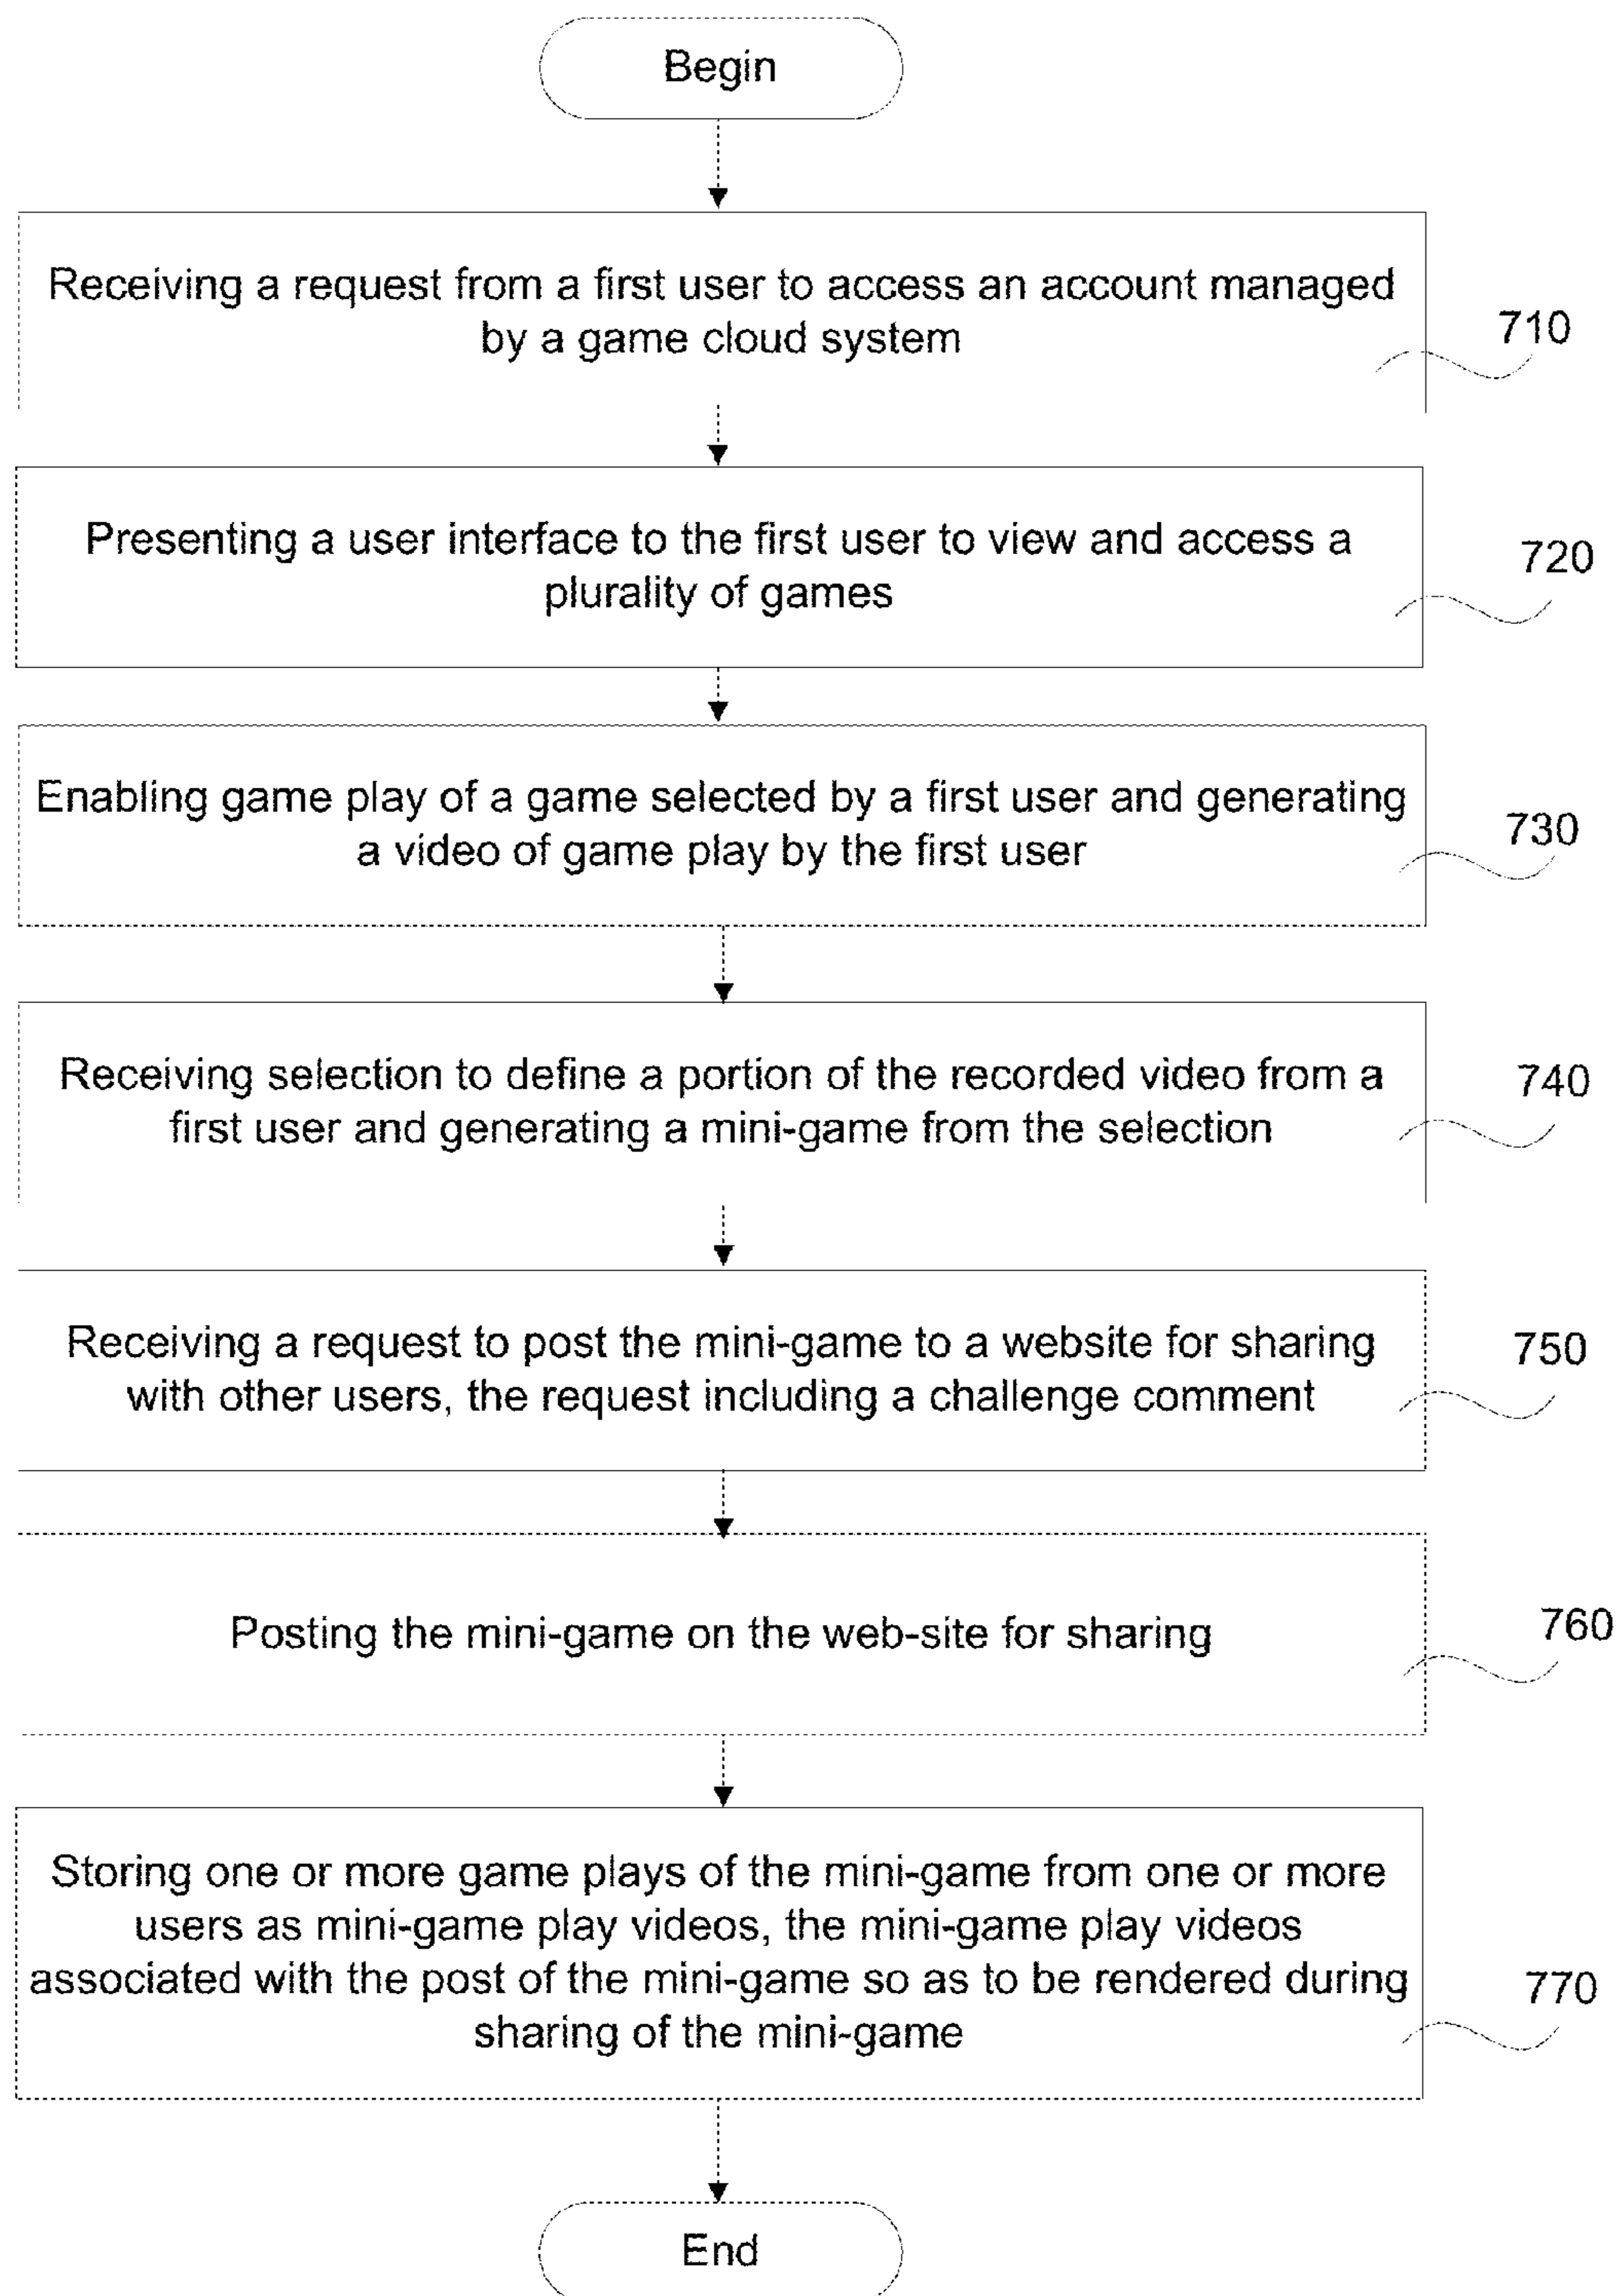 Begin
Receiving a request from a first user to access an account managed
by a game cloud system
710
Presenting a user interface to the first user to view and access a
plurality of games
720
Enabling game play of a game selected by a first user and generating
a video of game play by the first user
730
Receiving selection to define a portion of the recorded video from a
first user and generating a mini-game from the selection
740
Receiving a request to post the mini-game to a website for sharing
with other users, the request including a challenge comment
750
Posting the mini-game on the web-site for sharing
760
Storing one or more game plays of the mini-game from one or more
users as mini-game play videos, the mini-game play videos
associated with the post of the mini-game so as to be rendered during
sharing of the mini-game
770
End